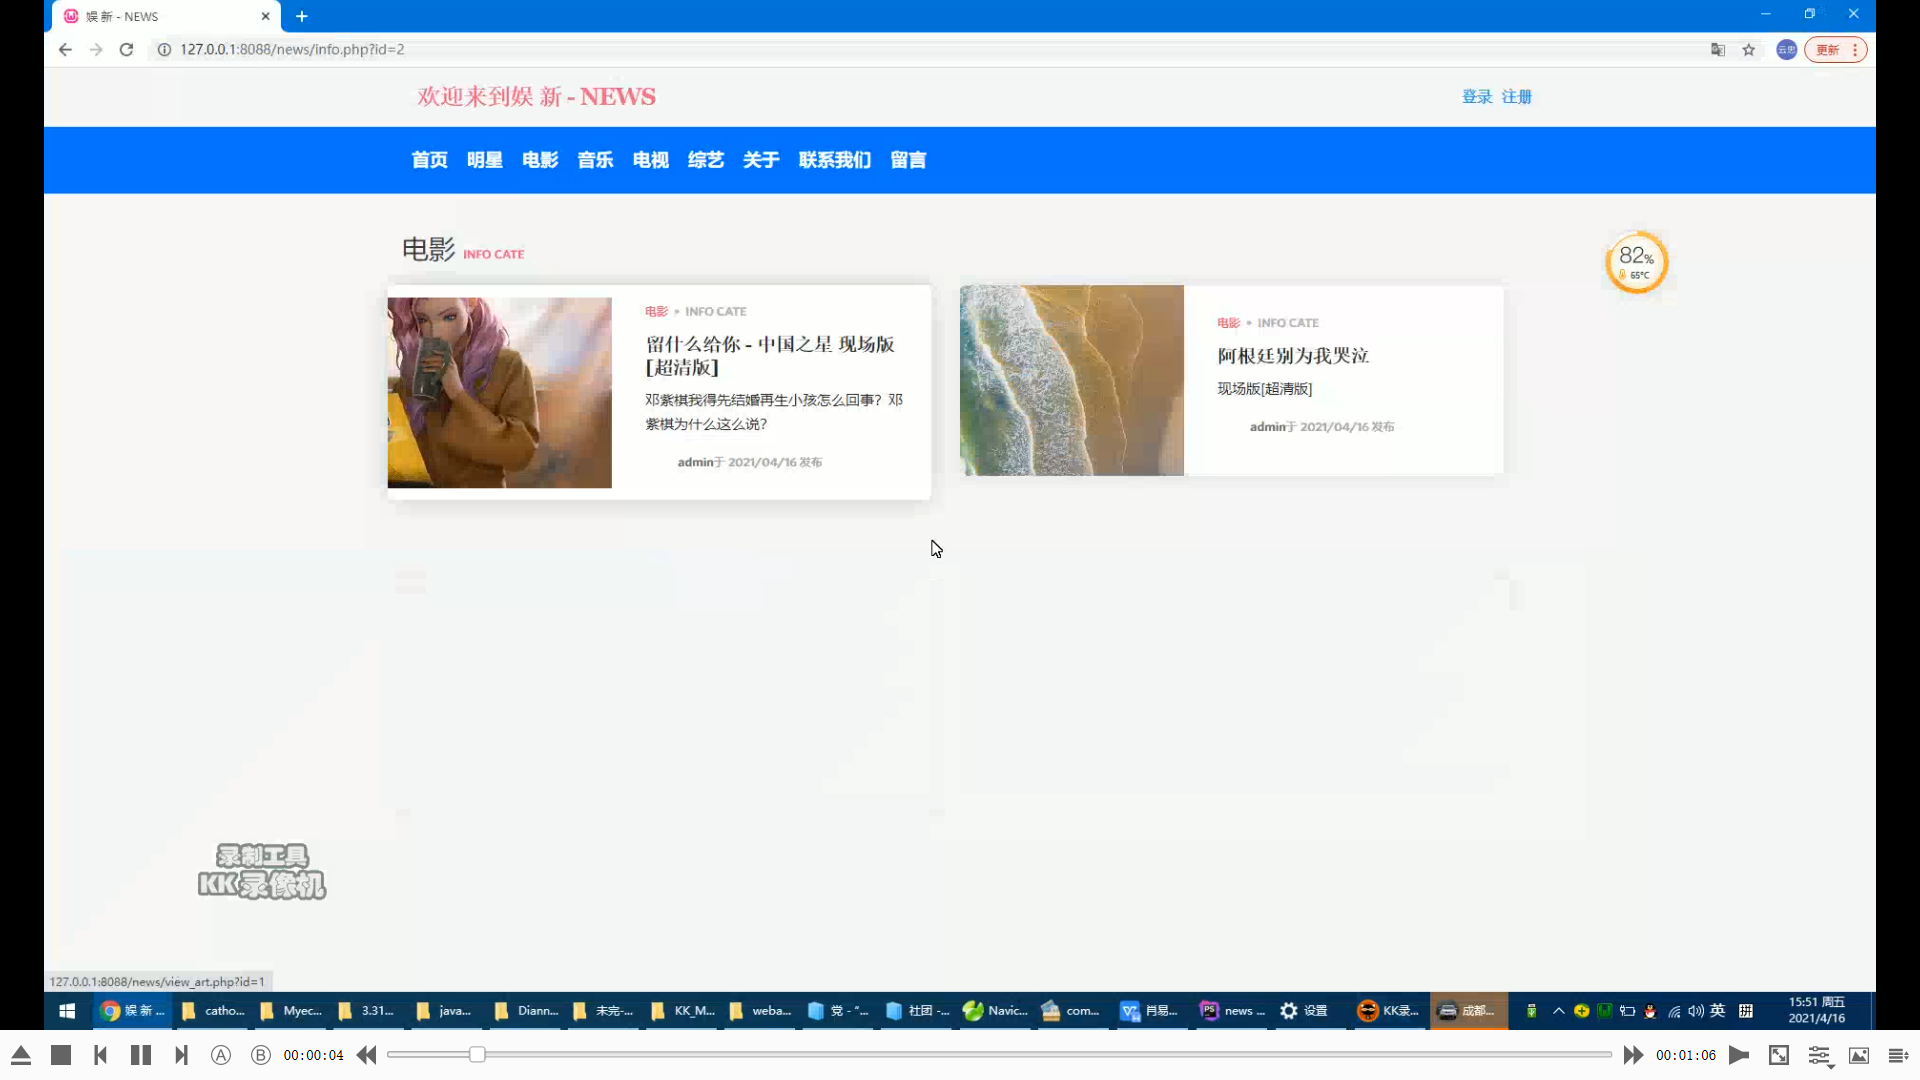 娱 新 - NEWS
127.0.0.1:8088/news/info.php?id=2
云忠
更新
欢迎来到娱 新 - NEWS
登录 注册
首页 明星 电影 音乐 电视 综艺 关于 联系我们 留言
电影 INFO CATE
82%
65°C
电影 • INFO CATE
留什么给你 - 中国之星 现场版
[超清版]
邓紫棋我得先结婚再生小孩怎么回事？邓
紫棋为什么这么说？
admin于 2021/04/16 发布
电影 • INFO CATE
阿根廷别为我哭泣
现场版[超清版]
admin于 2021/04/16 发布
录制工具
KK录像机
127.0.0.1:8088/news/view_art.php?id=1
娱 新 ...
catho...
Myec...
3.31...
java...
Diann...
未完-...
KK_M...
weba...
党 - "...
社团 -...
Navic...
com...
肖易...
news ...
设置
KK录...
成都...
英
15:51 周五
2021/4/16
A
B
00:00:04
00:01:06